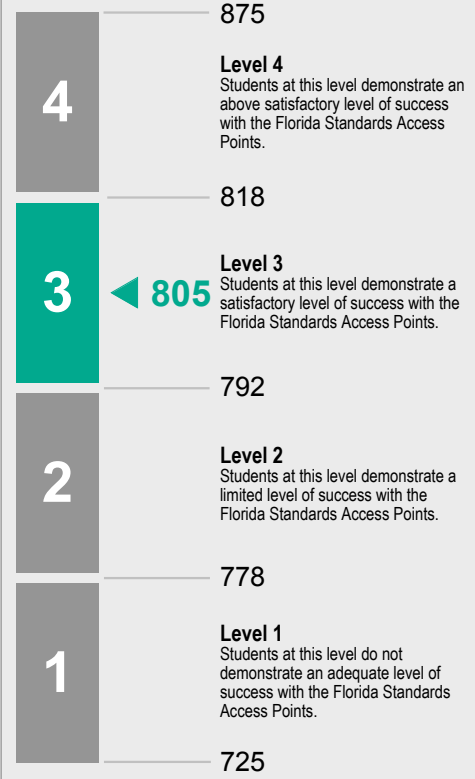 875
4
Level 4
Students at this level demonstrate an
above satisfactory level of success
with the Florida Standards Access
Points.
818
3
805
Level 3
Students at this level demonstrate a
satisfactory level of success with the
Florida Standards Access Points.
792
2
Level 2
Students at this level demonstrate a
limited level of success with the
Florida Standards Access Points.
778
1
Level 1
Students at this level do not
demonstrate an adequate level of
success with the Florida Standards
Access Points.
725